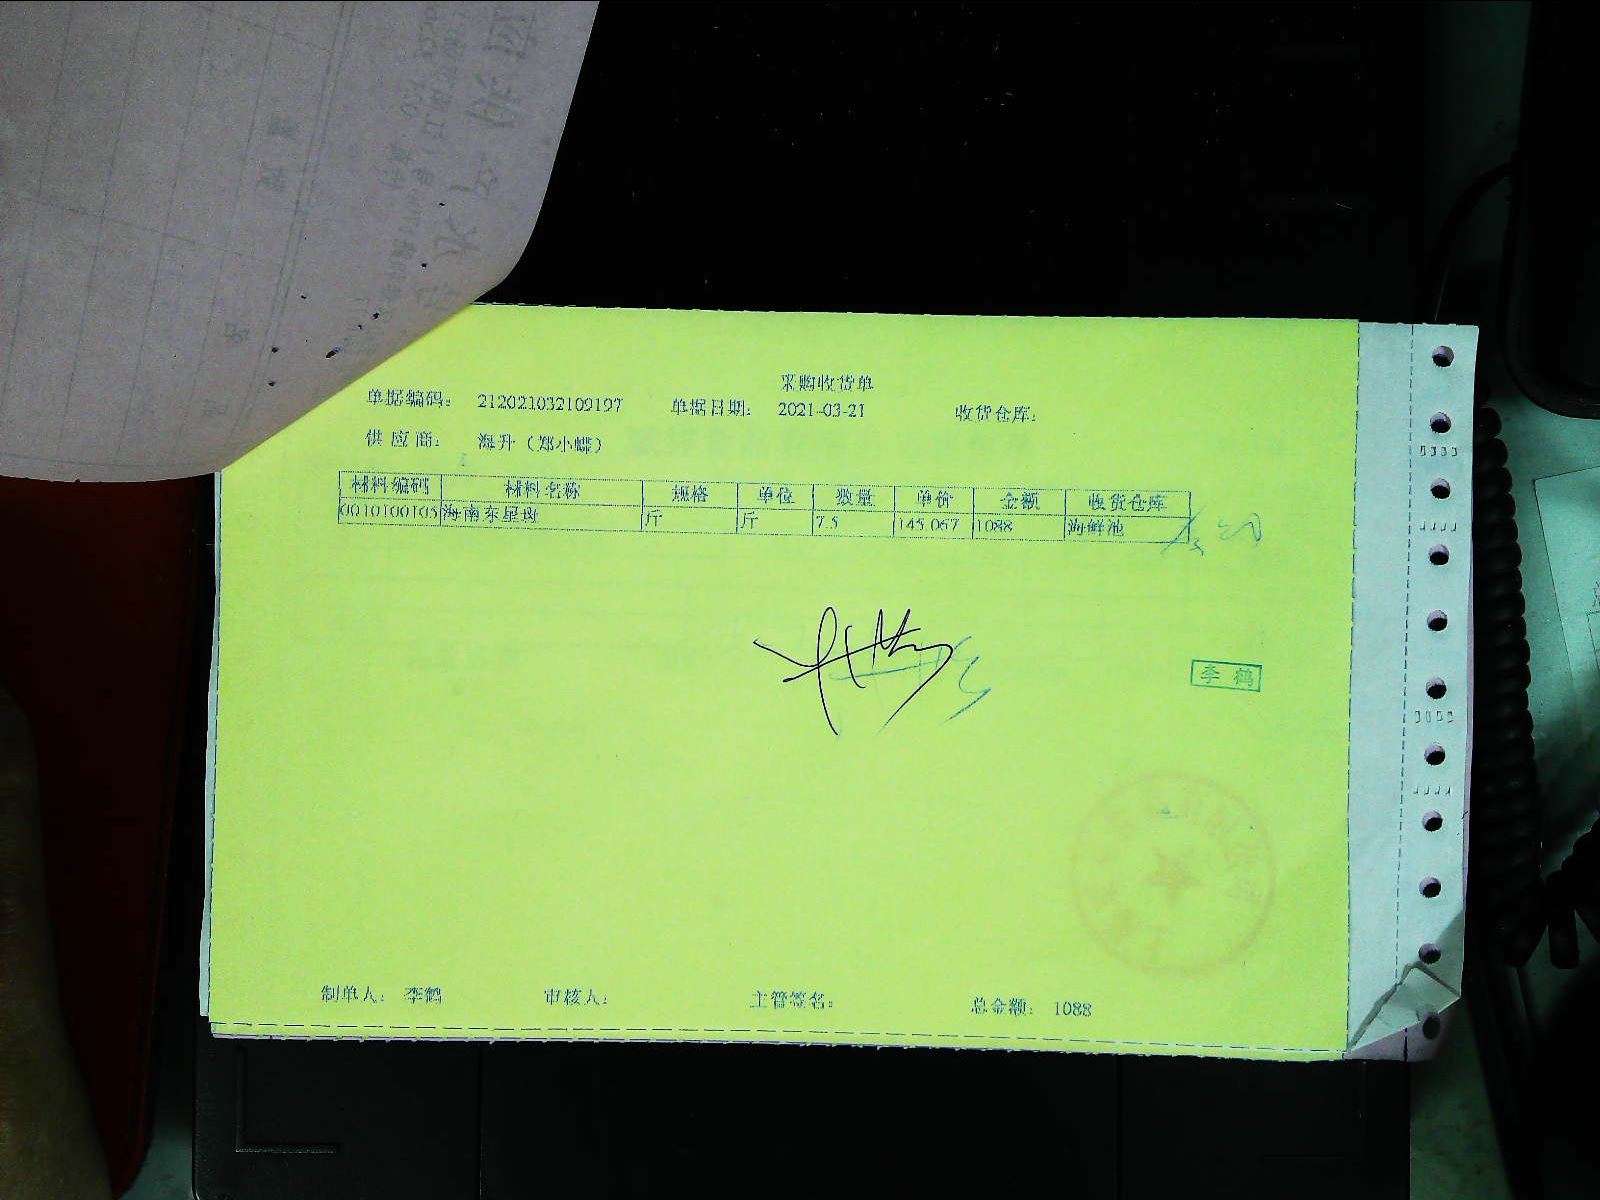 采购收货单
单据编码: 212021032109197 单据日期: 2021-03-21 收货仓库:
供应商: 海升（郑小蝶）
材料编码 材料名称 规格 单位 数量 单价 金额 收货仓库
0010100105 海南东星斑 斤 斤 7.5 145.067 1088 海鲜池
李鹤
制单人: 李鹤 审核人: 主管签名: 总金额: 1088